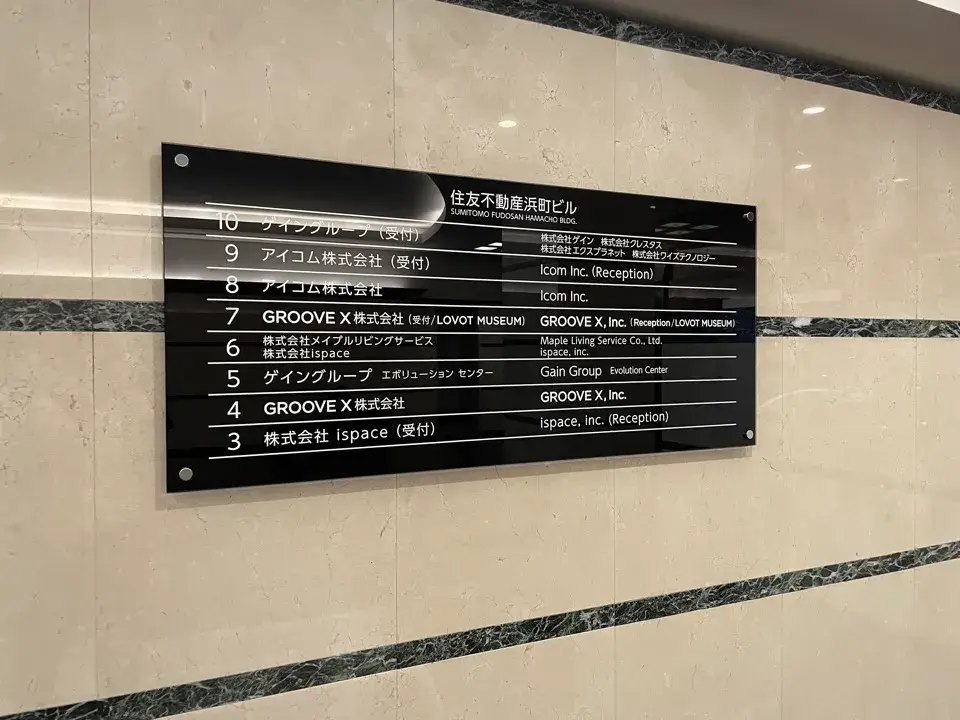 住友不動産浜町ビル
SUMITOMO FUDOSAN HAMACHO BLDG.
10 ゲイングループ（受付） 株式会社ゲイン 株式会社クレスタス
株式会社エクスプラネット 株式会社ワイズテクノロジー
9 アイコム株式会社（受付） Icom Inc. (Reception)
8 アイコム株式会社 Icom Inc.
7 GROOVE X 株式会社（受付/LOVOT MUSEUM） GROOVE X, Inc. (Reception/LOVOT MUSEUM)
6 株式会社メイプルリビングサービス Maple Living Service Co., Ltd.
株式会社ispace ispace, inc.
5 ゲイングループ エボリューション センター Gain Group Evolution Center
4 GROOVE X 株式会社 GROOVE X, Inc.
3 株式会社 ispace（受付） ispace, inc. (Reception)